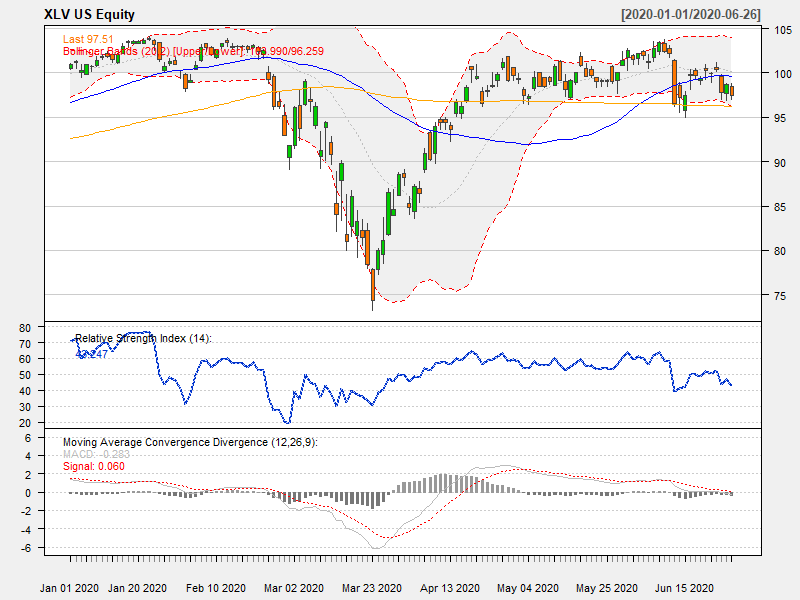 XLV US Equity [2020-01-01/2020-06-26]
Last 97.51
Bollinger Bands (20,2) [Upper/Lower]: 103.990/96.259
105
100
95
90
85
80
75
Relative Strength Index (14):
43.247
80
70
60
50
40
30
20
Moving Average Convergence Divergence (12,26,9):
MACD: -0.283
Signal: 0.060
6
4
2
0
-2
-4
-6
Jan 01 2020 Jan 20 2020 Feb 10 2020 Mar 02 2020 Mar 23 2020 Apr 13 2020 May 04 2020 May 25 2020 Jun 15 2020